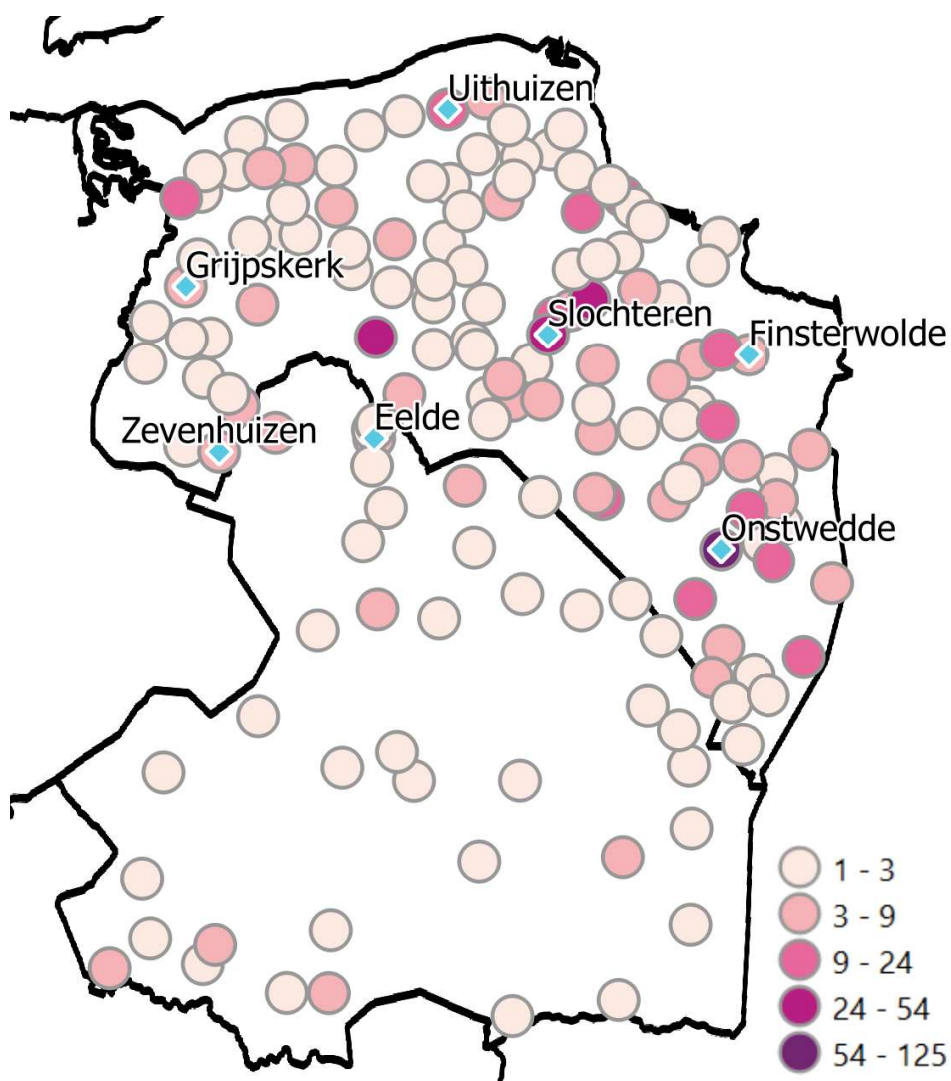 Uithuizen
Grijpskerk
Slochteren
Finsterwolde
Zevenhuizen
Eelde
Onstwedde
1 - 3
3 - 9
9 - 24
24 - 54
54 - 125